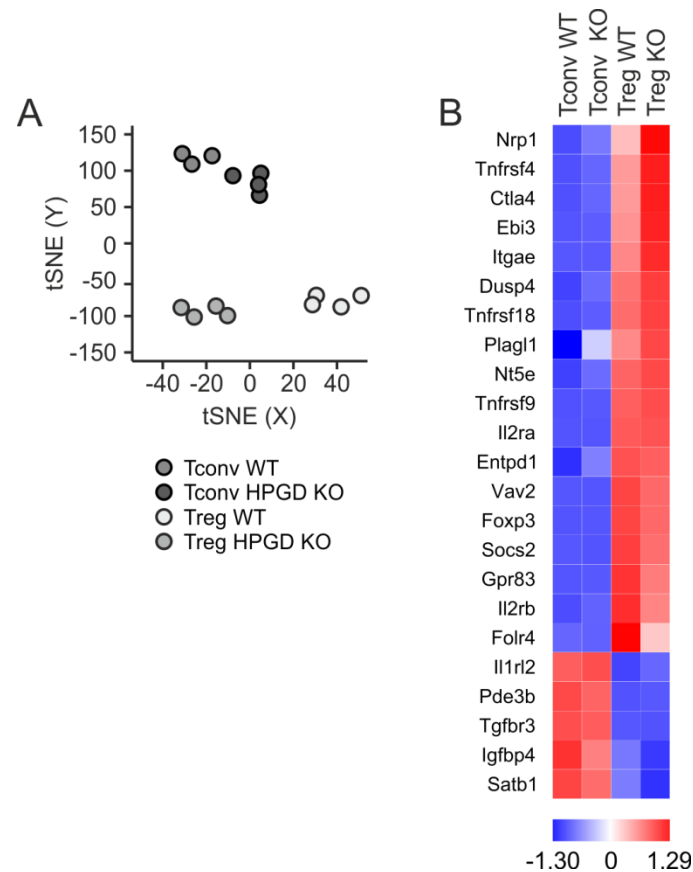 A
150
100
50
0
-50
-100
-150
tSNE (Y)
-40 -20 0 20 40
tSNE (X)
Tconv WT
Tconv HPGD KO
Treg WT
Treg HPGD KO
B
Tconv WT
Tconv KO
Treg WT
Treg KO
Nrp1
Tnfrsf4
Ctla4
Ebi3
Itgae
Dusp4
Tnfrsf18
Plagl1
Nt5e
Tnfrsf9
Il2ra
Entpd1
Vav2
Foxp3
Socs2
Gpr83
Il2rb
Folr4
Il1rl2
Pde3b
Tgfbr3
Igfbp4
Satb1
-1.30 0 1.29